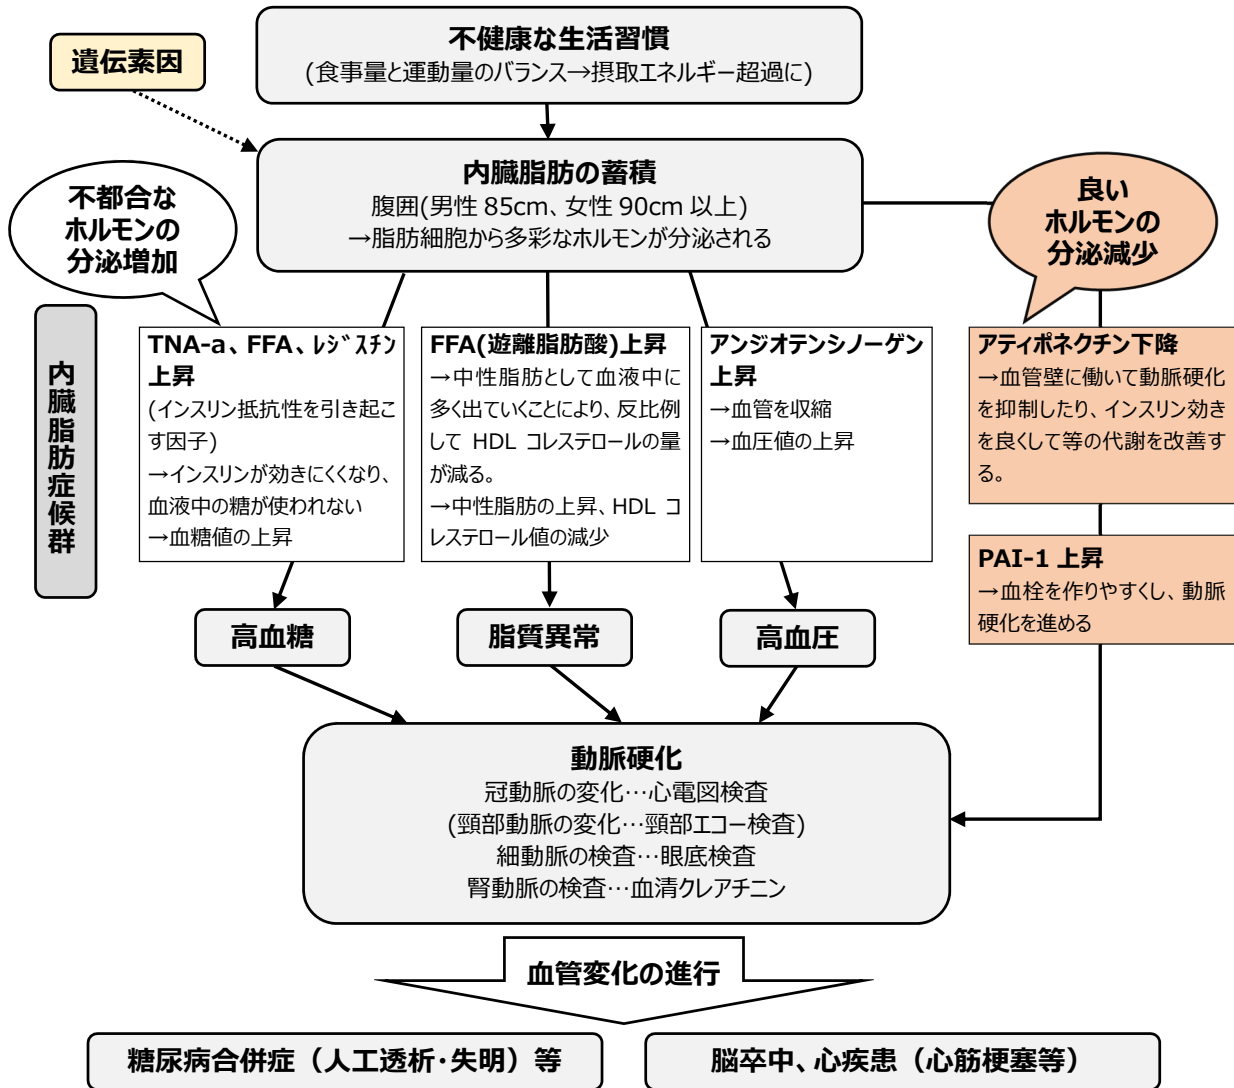 不健康な生活習慣
(食事量と運動量のバランス→摂取エネルギー超過に)
遺伝素因
内臓脂肪の蓄積
腹囲(男性 85cm、女性 90cm 以上)
→脂肪細胞から多彩なホルモンが分泌される
不都合な
ホルモンの
分泌増加
良い
ホルモンの
分泌減少
内臓脂肪症候群
TNA-a、FFA、ﾚｼﾞｽﾁﾝ
上昇
(インスリン抵抗性を引き起こ
す因子)
→インスリンが効きにくくなり、
血液中の糖が使われない
→血糖値の上昇
FFA(遊離脂肪酸)上昇
→中性脂肪として血液中に
多く出ていくことにより、反比例
して HDL コレステロールの量
が減る。
→中性脂肪の上昇、HDL コ
レステロール値の減少
アンジオテンシノーゲン
上昇
→血管を収縮
→血圧値の上昇
アティポネクチン下降
→血管壁に働いて動脈硬化
を抑制したり、インスリン効き
を良くして等の代謝を改善す
る。
PAI-1 上昇
→血栓を作りやすくし、動脈
硬化を進める
高血糖
脂質異常
高血圧
動脈硬化
冠動脈の変化…心電図検査
(頸部動脈の変化…頸部エコー検査)
細動脈の検査…眼底検査
腎動脈の検査…血清クレアチニン
血管変化の進行
糖尿病合併症（人工透析・失明）等
脳卒中、心疾患（心筋梗塞等）